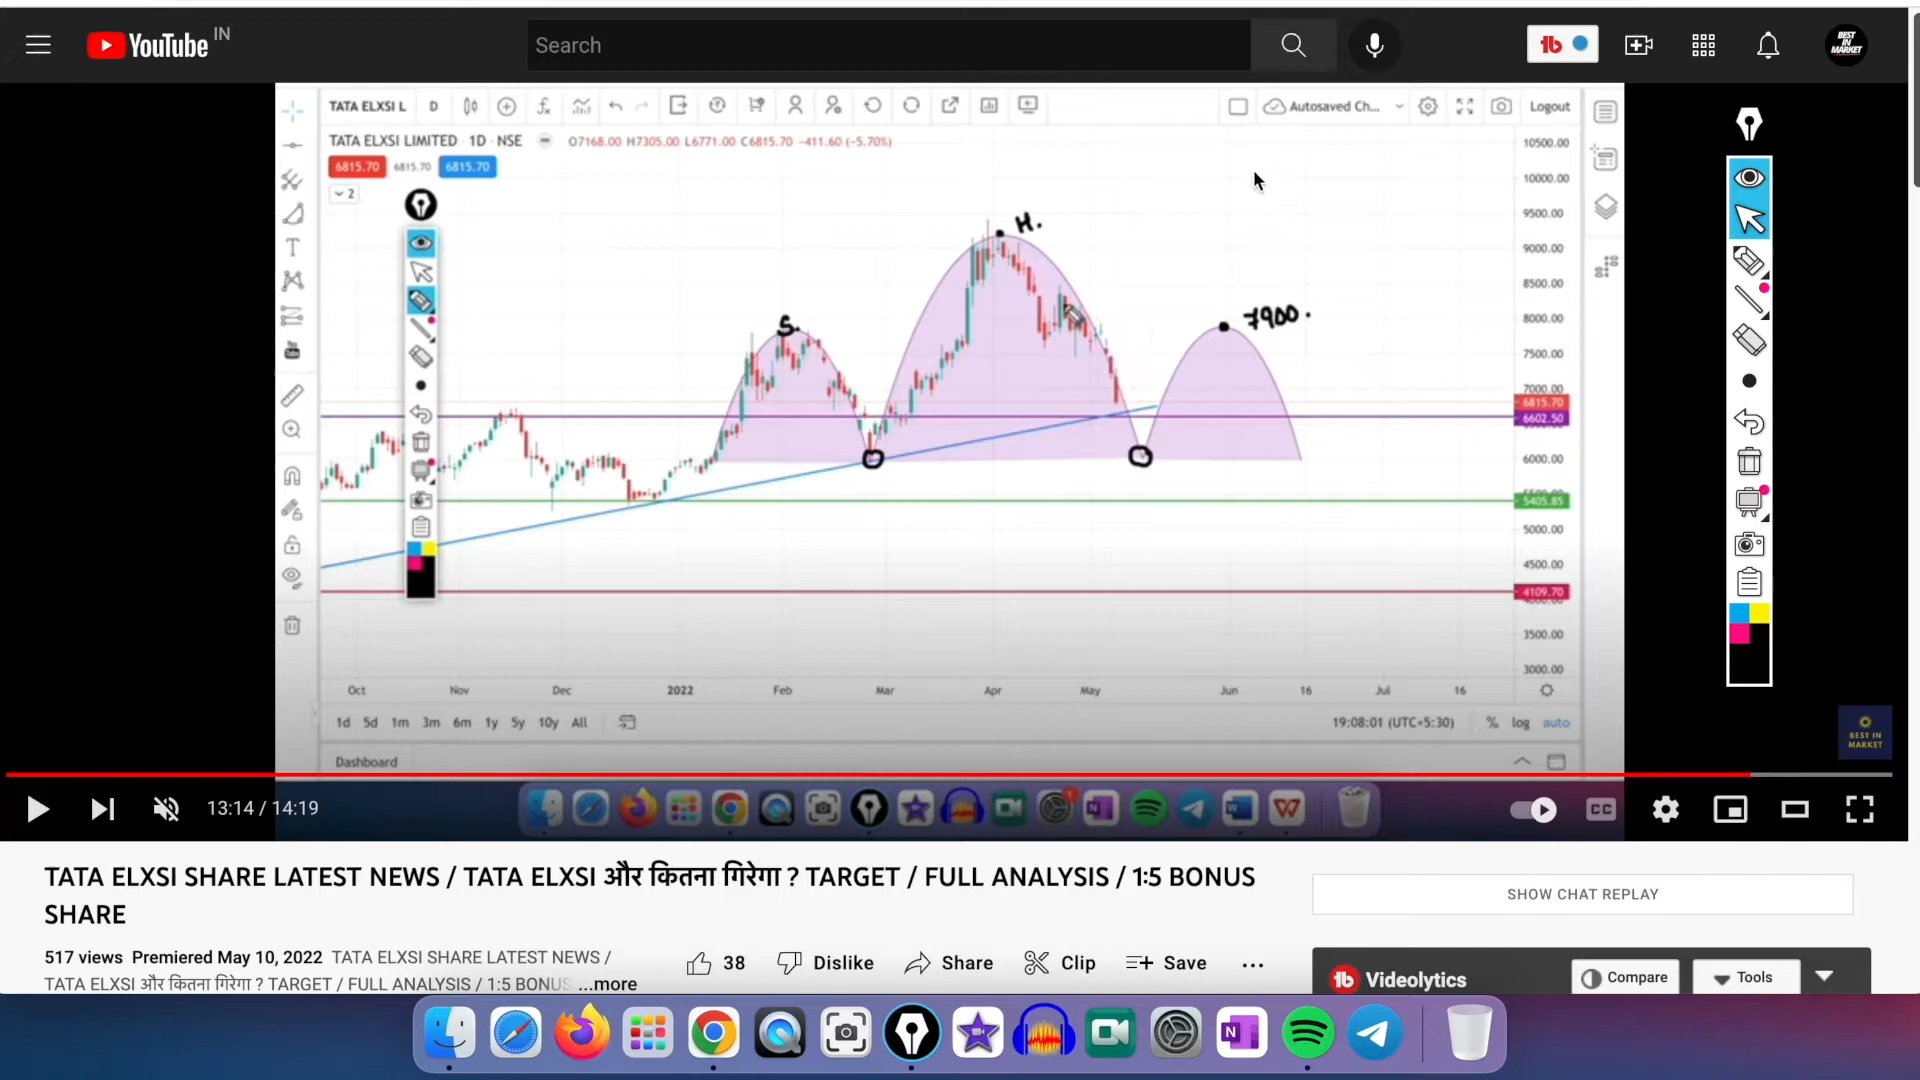 YouTube IN
Search
BEST IN MARKET
TATA ELXSI L D Autosaved Ch... Logout
TATA ELXSI LIMITED · 1D · NSE O7168.00 H7305.00 L6771.00 C6815.70 -411.60 (-5.70%)
6815.70 6815.70 6815.70
2
10500.00
10000.00
9500.00
9000.00
8500.00
8000.00
7500.00
7000.00
6815.70
6602.50
6000.00
5405.85
5000.00
4500.00
4109.70
3500.00
3000.00
S.
H.
7900.
Oct Nov Dec 2022 Feb Mar Apr May Jun 16 Jul 16
1d 5d 1m 3m 6m 1y 5y 10y All 19:08:01 (UTC+5:30) % log auto
Dashboard
BEST IN
MARKET
13:14 / 14:19 CC
TATA ELXSI SHARE LATEST NEWS / TATA ELXSI और कितना गिरेगा ? TARGET / FULL ANALYSIS / 1:5 BONUS
SHARE
SHOW CHAT REPLAY
517 views Premiered May 10, 2022 TATA ELXSI SHARE LATEST NEWS /
TATA ELXSI और कितना गिरेगा ? TARGET / FULL ANALYSIS / 1:5 BONUS ...more
38 Dislike Share Clip Save
Videolytics Compare Tools